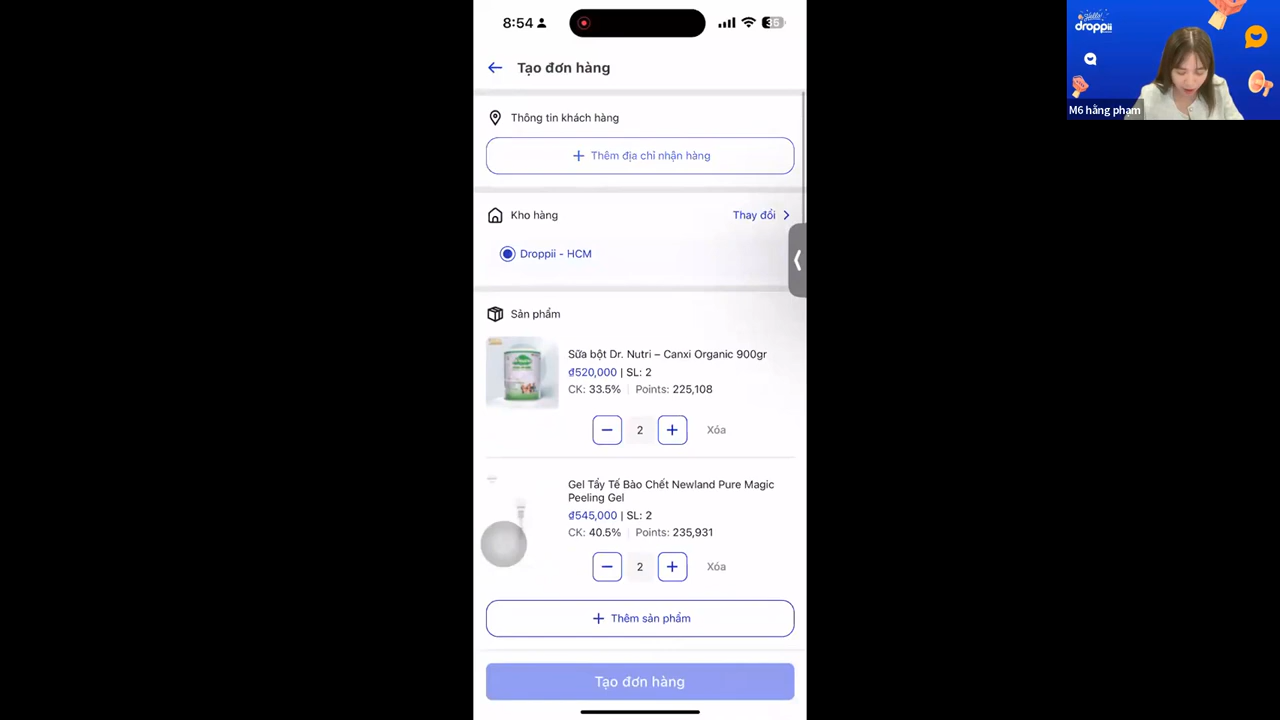 8:54
35
Tạo đơn hàng
Thông tin khách hàng
+ Thêm địa chỉ nhận hàng
Kho hàng
Thay đổi
Droppii - HCM
Sản phẩm
Sữa bột Dr. Nutri – Canxi Organic 900gr
₫520,000 | SL: 2
CK: 33.5% | Points: 225,108
2
Xóa
Gel Tẩy Tế Bào Chết Newland Pure Magic
Peeling Gel
₫545,000 | SL: 2
CK: 40.5% | Points: 235,931
2
Xóa
+ Thêm sản phẩm
Tạo đơn hàng
Hello!
droppii
M6 hằng phạm